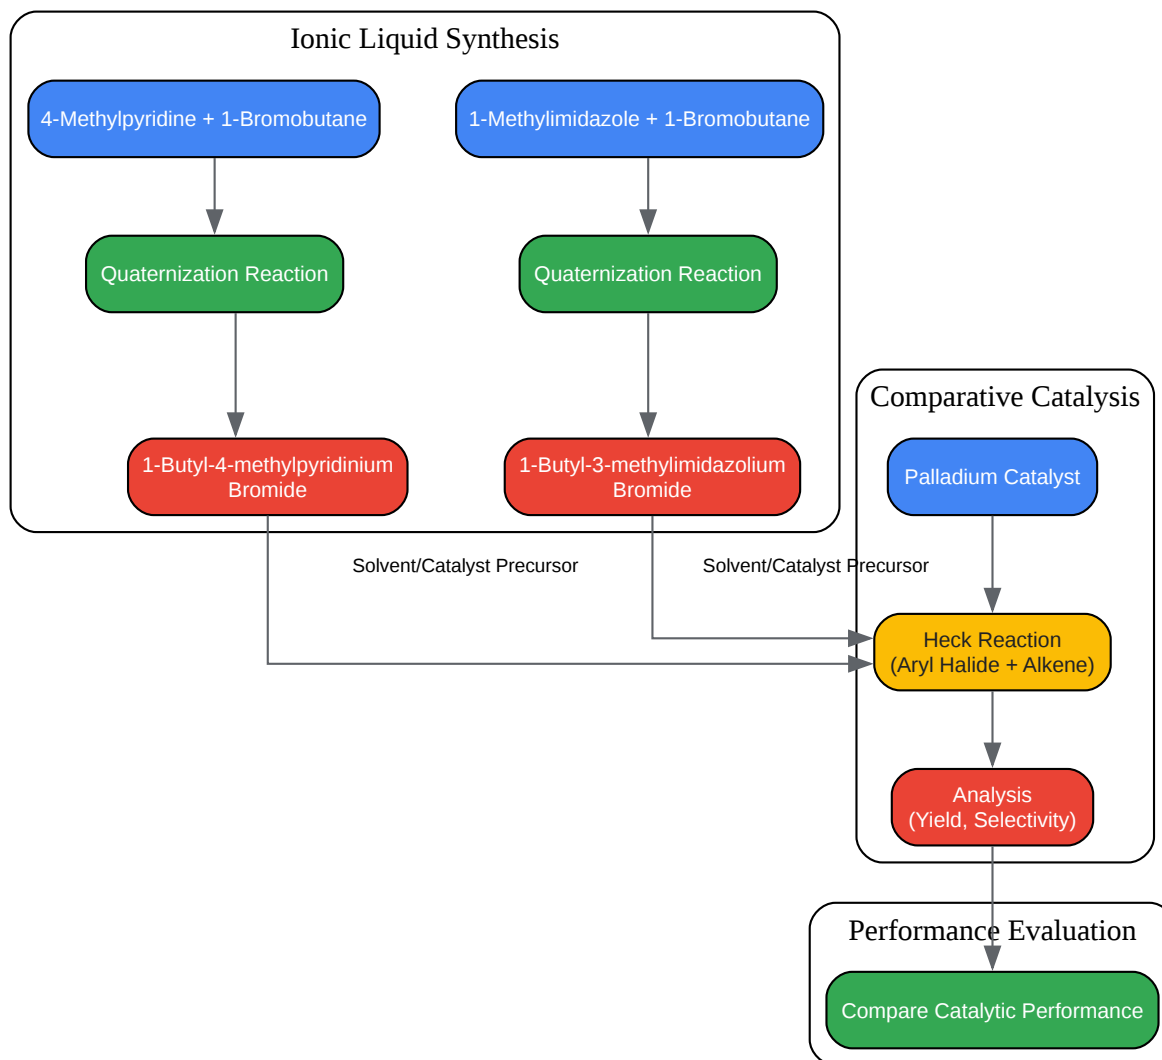 Ionic Liquid Synthesis
4-Methylpyridine + 1-Bromobutane
1-Methylimidazole + 1-Bromobutane
Quaternization Reaction
Quaternization Reaction
1-Butyl-4-methylpyridinium
Bromide
1-Butyl-3-methylimidazolium
Bromide
Solvent/Catalyst Precursor
Solvent/Catalyst Precursor
Comparative Catalysis
Palladium Catalyst
Heck Reaction
(Aryl Halide + Alkene)
Analysis
(Yield, Selectivity)
Performance Evaluation
Compare Catalytic Performance